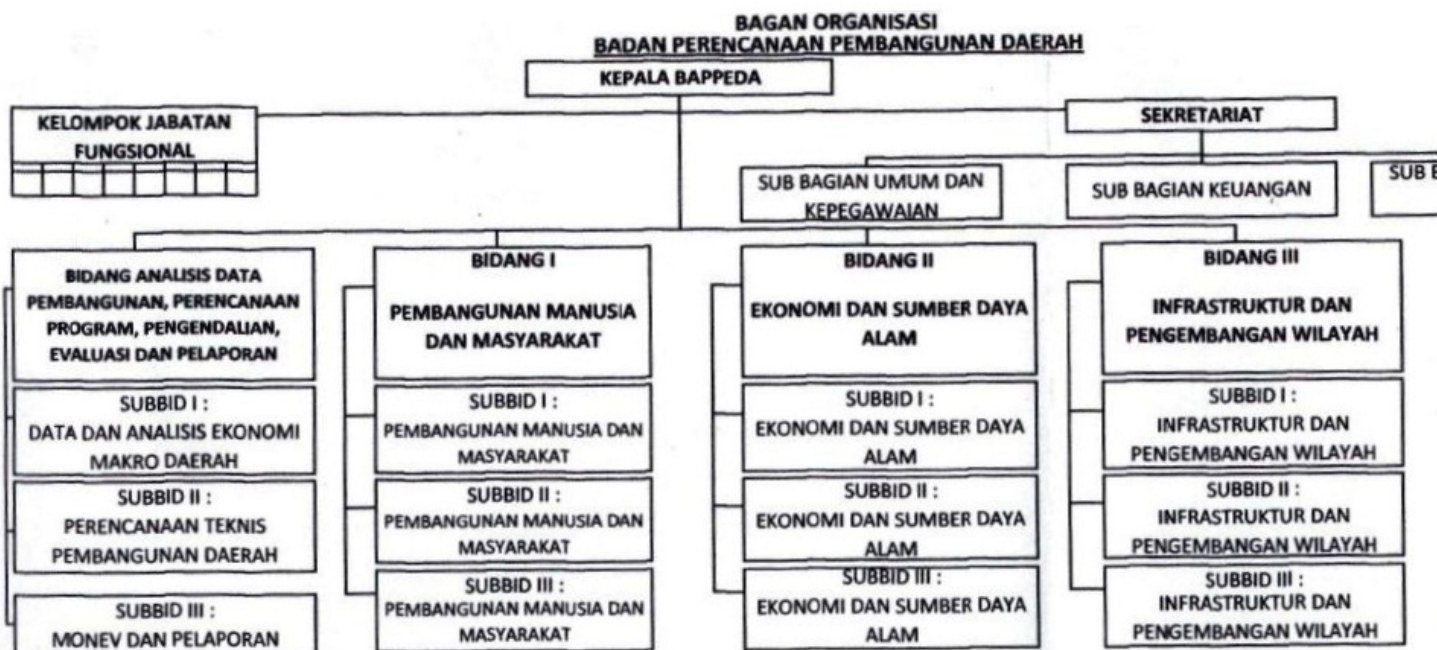 BAGAN ORGANISASI
BADAN PERENCANAAN PEMBANGUNAN DAERAH
KEPALA BAPPEDA
KELOMPOK JABATAN
FUNGSIONAL
SEKRETARIAT
SUB BAGIAN UMUM DAN
KEPEGAWAIAN
SUB BAGIAN KEUANGAN
SUB
BIDANG ANALISIS DATA
PEMBANGUNAN, PERENCANAAN
PROGRAM, PENGENDALIAN,
EVALUASI DAN PELAPORAN
SUBBID I :
DATA DAN ANALISIS EKONOMI
MAKRO DAERAH
SUBBID II :
PERENCANAAN TEKNIS
PEMBANGUNAN DAERAH
SUBBID III :
MONEV DAN PELAPORAN
BIDANG I
PEMBANGUNAN MANUSIA
DAN MASYARAKAT
SUBBID I :
PEMBANGUNAN MANUSIA DAN
MASYARAKAT
SUBBID II :
PEMBANGUNAN MANUSIA DAN
MASYARAKAT
SUBBID III :
PEMBANGUNAN MANUSIA DAN
MASYARAKAT
BIDANG II
EKONOMI DAN SUMBER DAYA
ALAM
SUBBID I :
EKONOMI DAN SUMBER DAYA
ALAM
SUBBID II :
EKONOMI DAN SUMBER DAYA
ALAM
SUBBID III :
EKONOMI DAN SUMBER DAYA
ALAM
BIDANG III
INFRASTRUKTUR DAN
PENGEMBANGAN WILAYAH
SUBBID I :
INFRASTRUKTUR DAN
PENGEMBANGAN WILAYAH
SUBBID II :
INFRASTRUKTUR DAN
PENGEMBANGAN WILAYAH
SUBBID III :
INFRASTRUKTUR DAN
PENGEMBANGAN WILAYAH